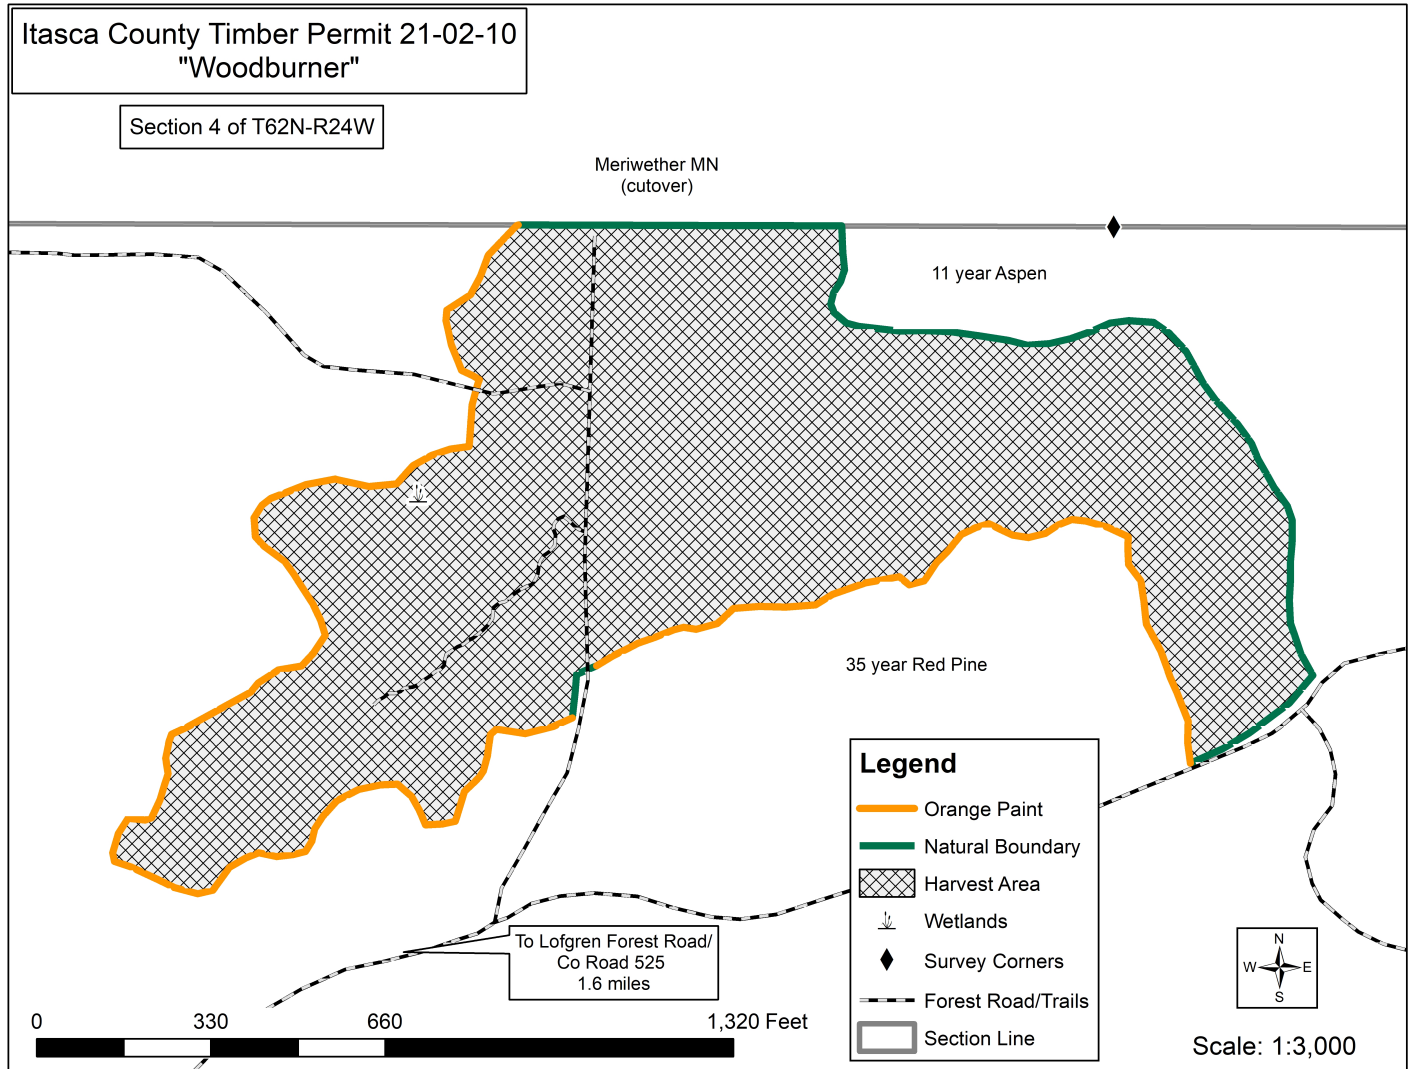 Itasca County Timber Permit 21-02-10
"Woodburner"
Section 4 of T62N-R24W
Meriwether MN
(cutover)
11 year Aspen
35 year Red Pine
Legend
Orange Paint
Natural Boundary
Harvest Area
Wetlands
Survey Corners
Forest Road/Trails
Section Line
To Lofgren Forest Road/
Co Road 525
1.6 miles
N
W E
S
0 330 660 1,320 Feet
Scale: 1:3,000